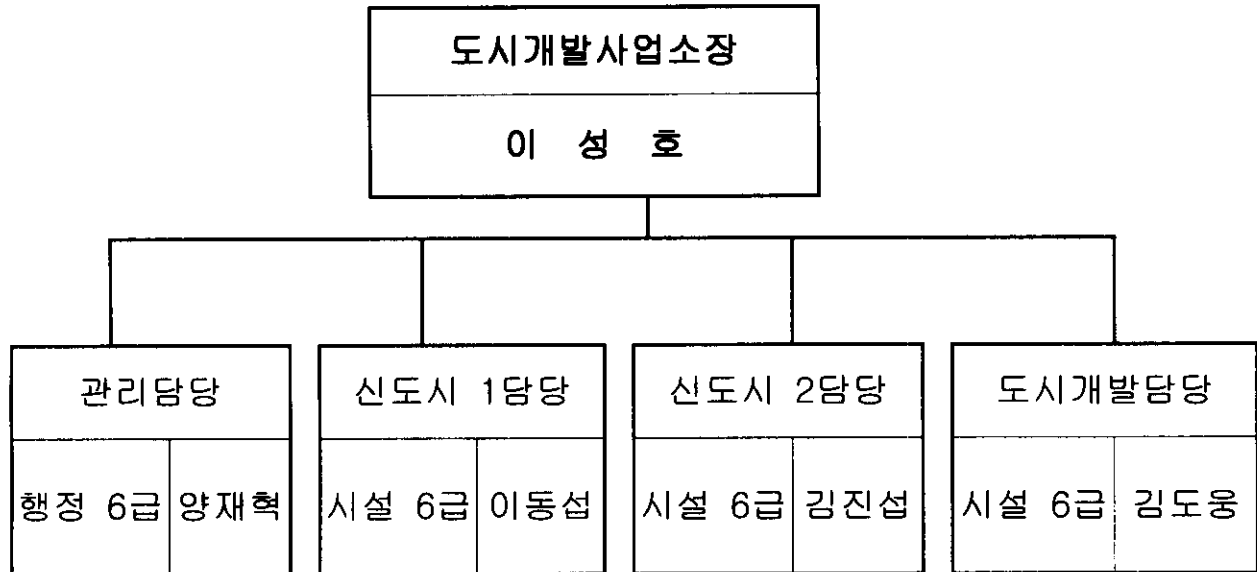 도시개발사업소장
이 성 호
관리담당
신도시 1담당
신도시 2담당
도시개발담당
행정 6급 양재혁
시설 6급 이동섭
시설 6급 김진섭
시설 6급 김도웅